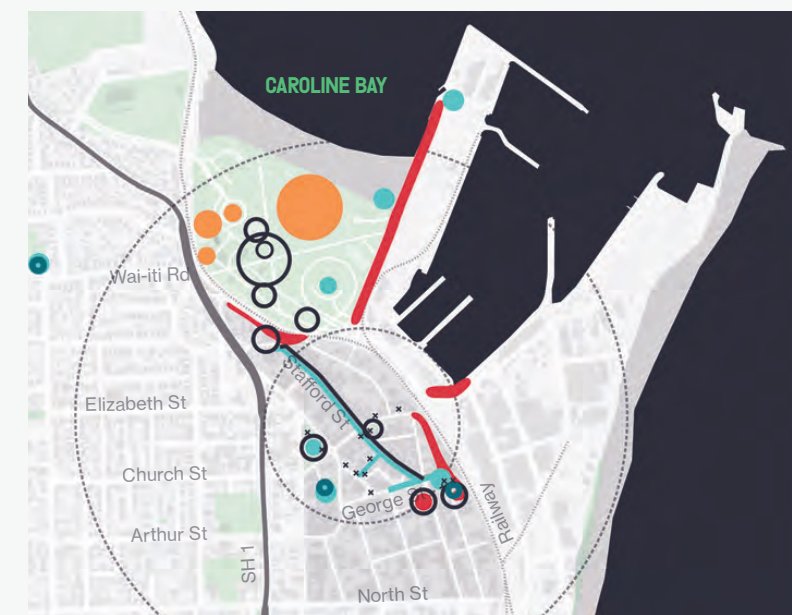 CAROLINE BAY
Wai-iti Rd
Stafford St
Elizabeth St
Church St
George St
Arthur St
Railway
SH 1
North St